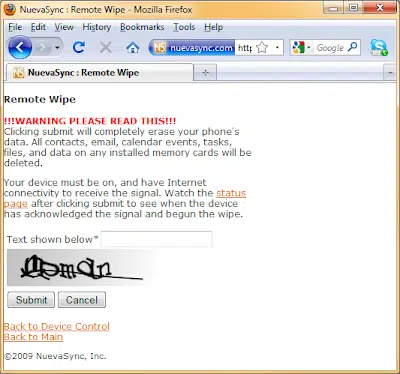 NuevaSync : Remote Wipe - Mozilla Firefox
File Edit View History Bookmarks Tools Help
nuevasync.com http
Google
NuevaSync : Remote Wipe
Remote Wipe
!!!WARNING PLEASE READ THIS!!!
Clicking submit will completely erase your phone's
data. All contacts, email, calendar events, tasks,
files, and data on any installed memory cards will be
deleted.
Your device must be on, and have Internet
connectivity to receive the signal. Watch the status
page after clicking submit to see when the device
has acknowledged the signal and begun the wipe.
Text shown below*
Submit Cancel
Back to Device Control
Back to Main
©2009 NuevaSync, Inc.